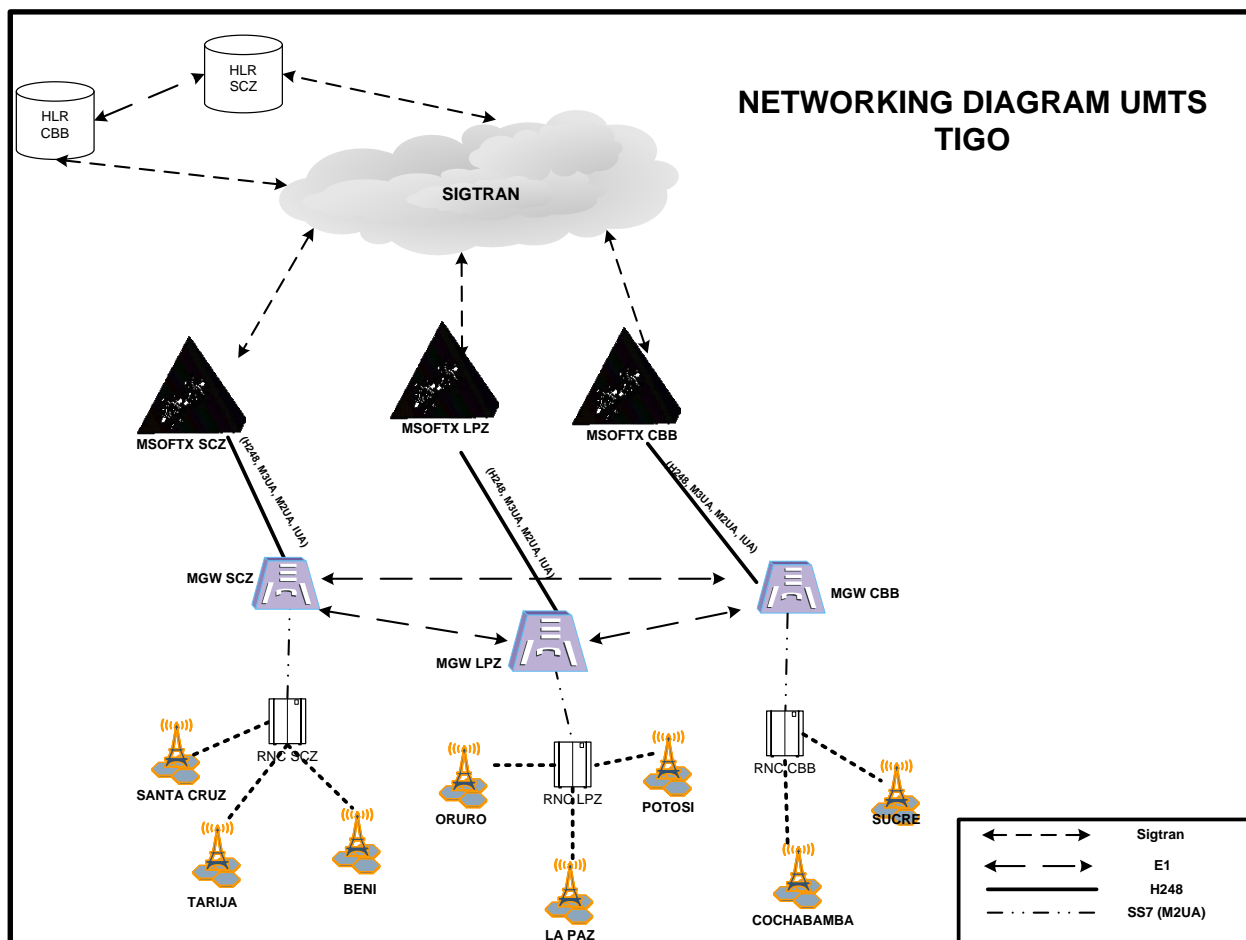 NETWORKING DIAGRAM UMTS
TIGO
HLR
SCZ
HLR
CBB
SIGTRAN
MSOFTX SCZ
MSOFTX LPZ
MSOFTX CBB
(H248, M3UA, M2UA, IUA)
(H248, M3UA, M2UA, IUA)
(H248, M3UA, M2UA, IUA)
MGW SCZ
MGW LPZ
MGW CBB
RNC SCZ
RNC LPZ
RNC CBB
SANTA CRUZ
TARIJA
BENI
ORURO
LA PAZ
POTOSI
COCHABAMBA
SUCRE
Sigtran
E1
H248
SS7 (M2UA)